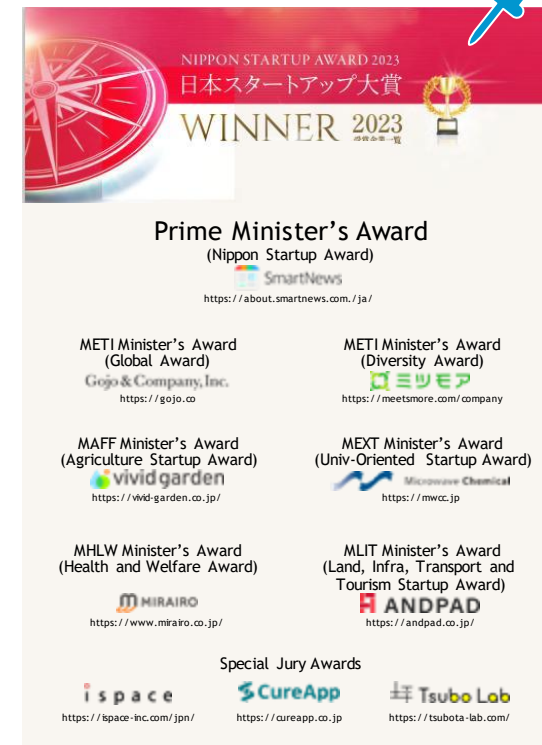 NIPPON STARTUP AWARD 2023
日本スタートアップ大賞
WINNER 2023
受賞企業一覧
Prime Minister's Award
(Nippon Startup Award)
SmartNews
https://about.smartnews.com./ja/
METI Minister's Award
(Global Award)
Gojo & Company, Inc.
https://gojo.co
METI Minister's Award
(Diversity Award)
ミツモア
https://meetsmore.com/company
MAFF Minister's Award
(Agriculture Startup Award)
vivid garden
https://vivid-garden.co.jp/
MEXT Minister's Award
(Univ-Oriented Startup Award)
Microwave Chemical
https://mwcc.jp
MHLW Minister's Award
(Health and Welfare Award)
MIRAIRO
https://www.mirairo.co.jp/
MLIT Minister's Award
(Land, Infra, Transport and
Tourism Startup Award)
ANDPAD
https://andpad.co.jp/
Special Jury Awards
ispace
https://ispace-inc.com/jpn/
CureApp
https://cureapp.co.jp
Tsubo Lab
https://tsubota-lab.com/